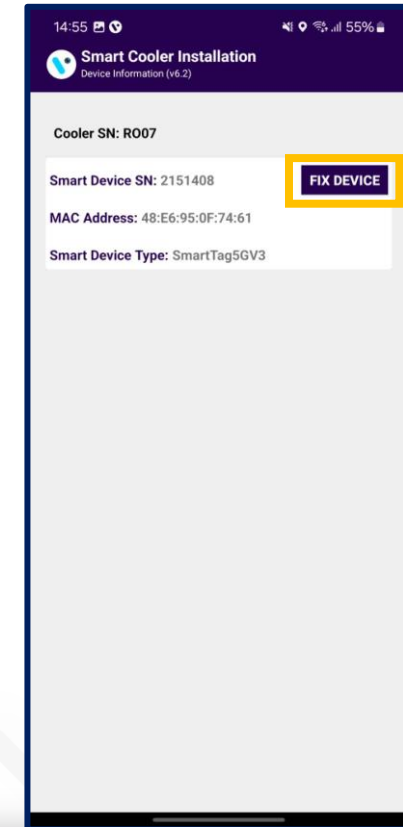 14:55 55%
Smart Cooler Installation
Device Information (v6.2)
Cooler SN: RO07
Smart Device SN: 2151408 FIX DEVICE
MAC Address: 48:E6:95:0F:74:61
Smart Device Type: SmartTag5GV3